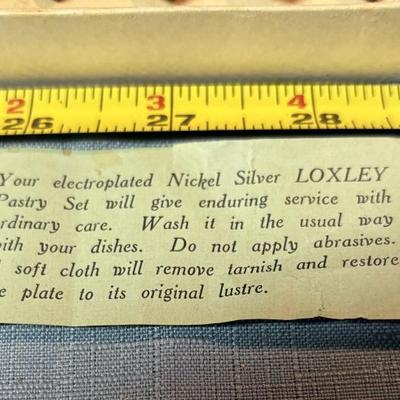 2 3 4
26 27 28
Your electroplated Nickel Silver LOXLEY
Pastry Set will give enduring service with
ordinary care. Wash it in the usual way
with your dishes. Do not apply abrasives.
soft cloth will remove tarnish and restore
e plate to its original lustre.